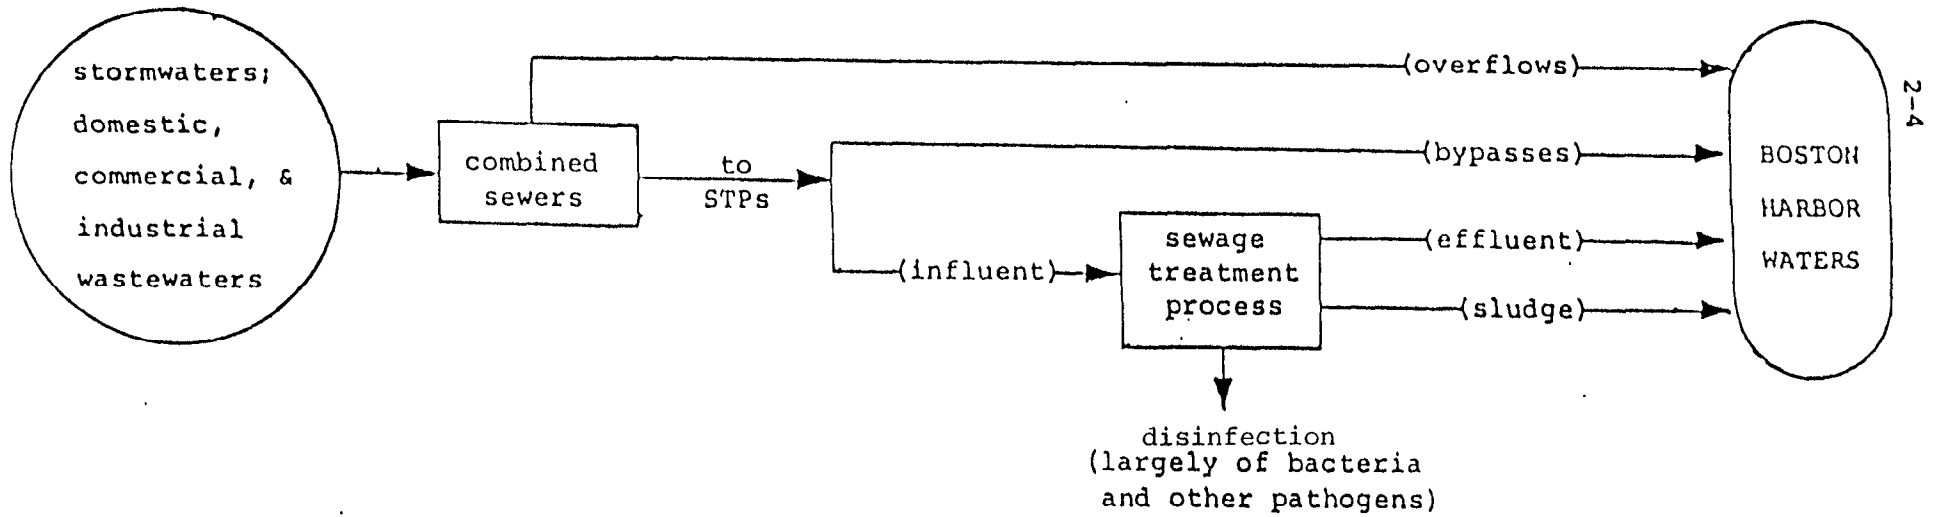 stormwaters;
domestic,
commercial, &
industrial
wastewaters
combined
sewers
to
STPs
(overflows)
(bypasses)
(influent)
sewage
treatment
process
(effluent)
(sludge)
disinfection
(largely of bacteria
and other pathogens)
BOSTON
HARBOR
WATERS
2-4